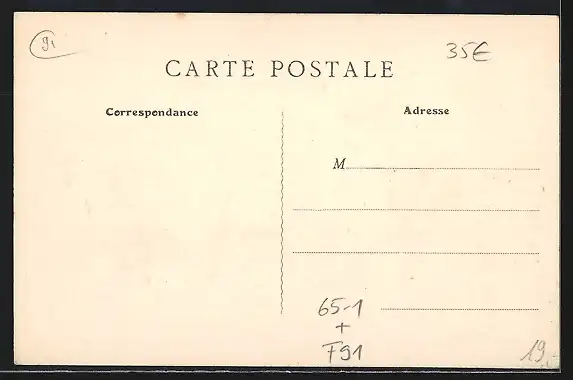 91
35€
CARTE POSTALE
Correspondance
Adresse
M
65-1
+
F91
19,-